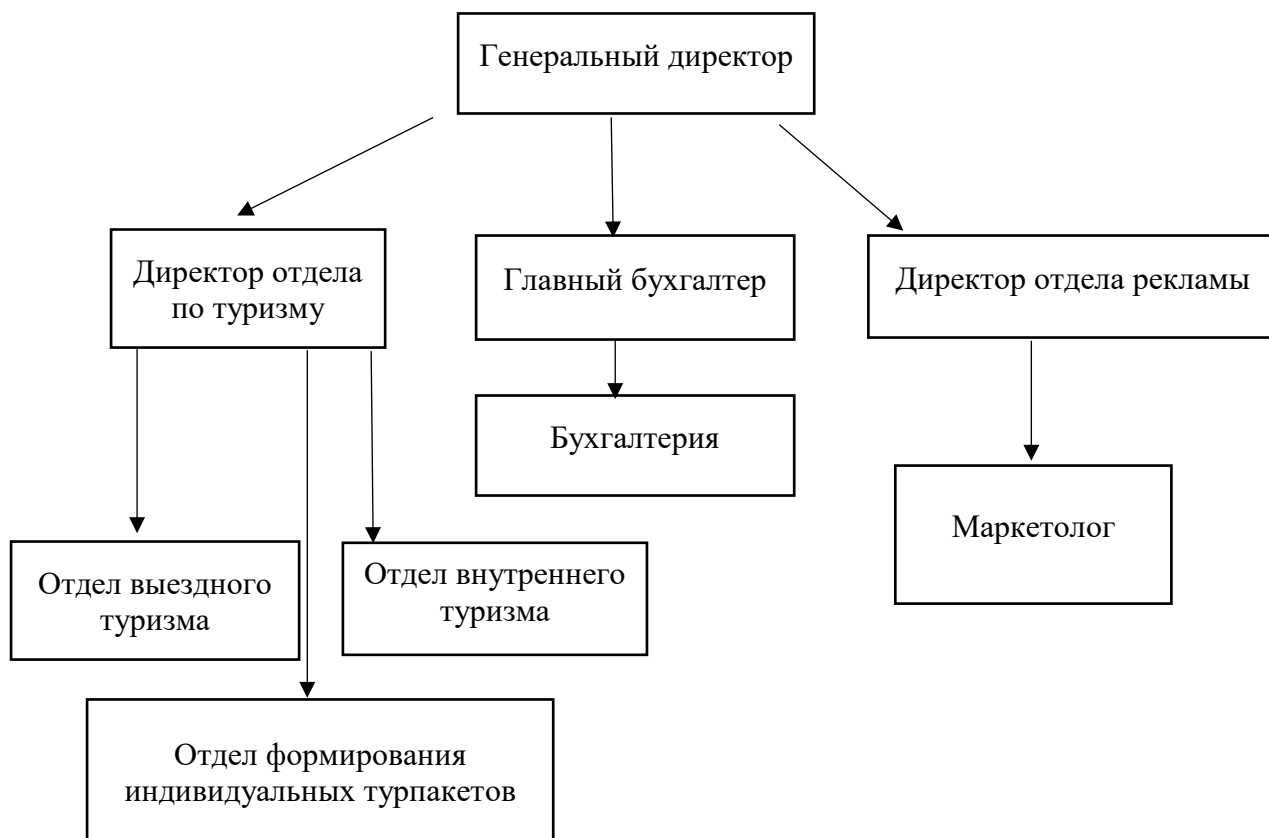 Генеральный директор
Директор отдела
по туризму
Главный бухгалтер
Директор отдела рекламы
Бухгалтерия
Маркетолог
Отдел выездного
туризма
Отдел внутреннего
туризма
Отдел формирования
индивидуальных турпакетов